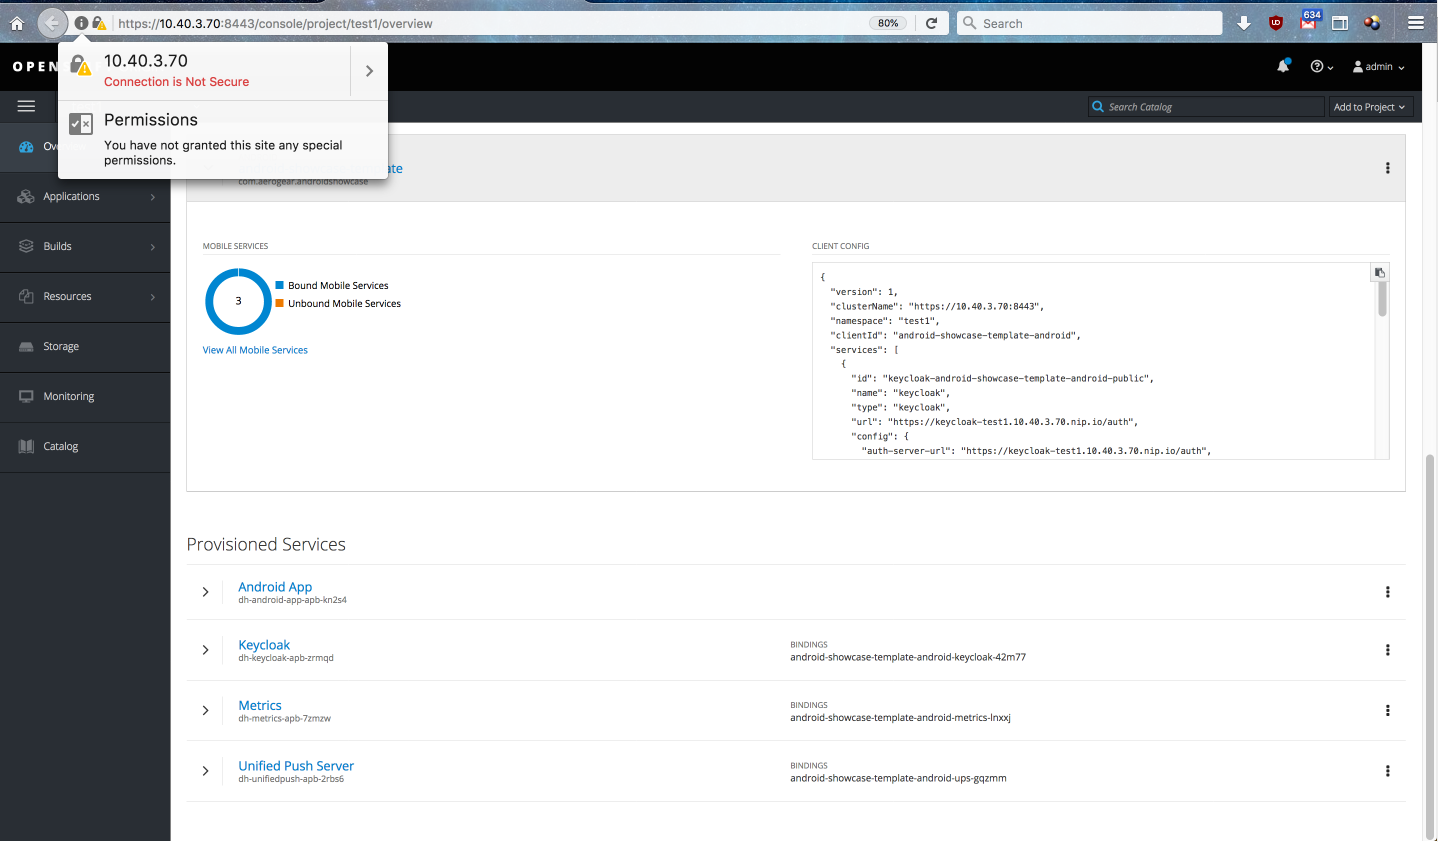 https://10.40.3.70:8443/console/project/test1/overview
80%
Search
634
OPENS
10.40.3.70
Connection is Not Secure
Permissions
You have not granted this site any special
permissions.
admin
Search Catalog
Add to Project
Applications
Builds
Resources
Storage
Monitoring
Catalog
com.aerogear.androidshowcase
MOBILE SERVICES
3
Bound Mobile Services
Unbound Mobile Services
View All Mobile Services
CLIENT CONFIG
{
"version": 1,
"clusterName": "https://10.40.3.70:8443",
"namespace": "test1",
"clientId": "android-showcase-template-android",
"services": [
{
"id": "keycloak-android-showcase-template-android-public",
"name": "keycloak",
"type": "keycloak",
"url": "https://keycloak-test1.10.40.3.70.nip.io/auth",
"config": {
"auth-server-url": "https://keycloak-test1.10.40.3.70.nip.io/auth",
Provisioned Services
Android App
dh-android-app-apb-kn2s4
Keycloak
dh-keycloak-apb-zrmqd
BINDINGS
android-showcase-template-android-keycloak-42m77
Metrics
dh-metrics-apb-7zmzw
BINDINGS
android-showcase-template-android-metrics-lnxxj
Unified Push Server
dh-unifiedpush-apb-2rbs6
BINDINGS
android-showcase-template-android-ups-gqzmm